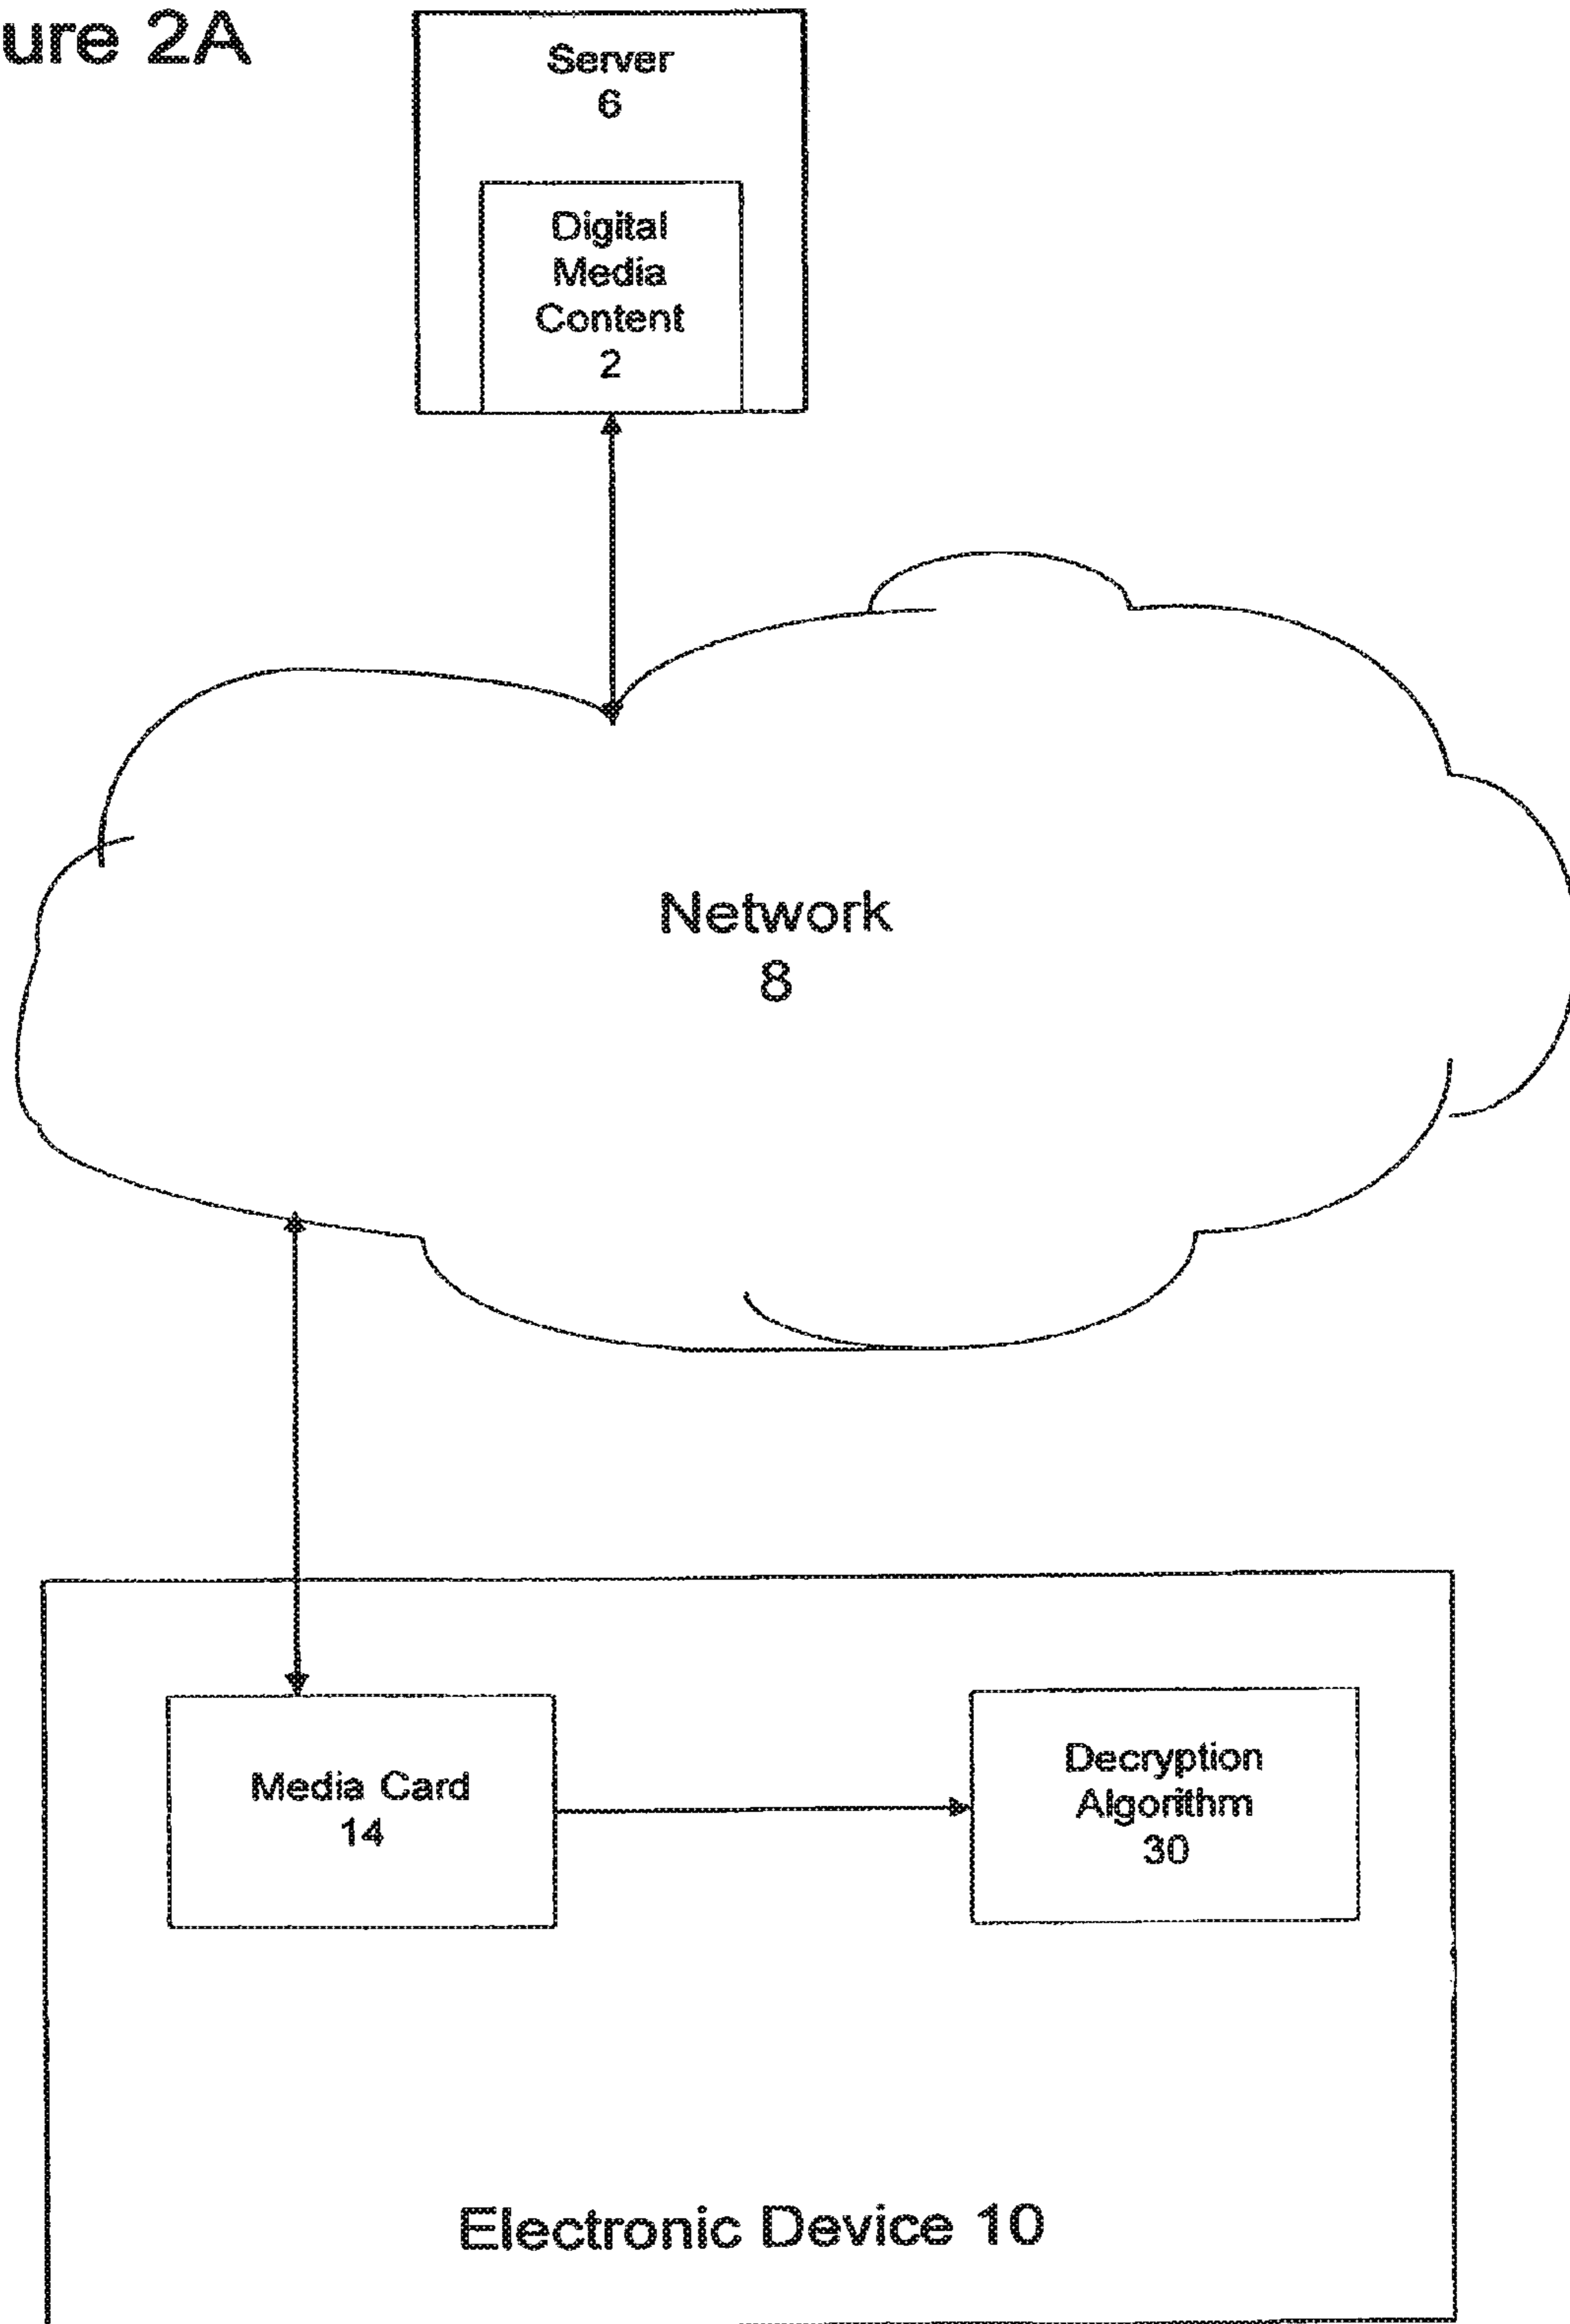 ure 2A
Server
6
Digital
Media
Content
2
Network
8
Media Card
14
Decryption
Algorithm
30
Electronic Device 10